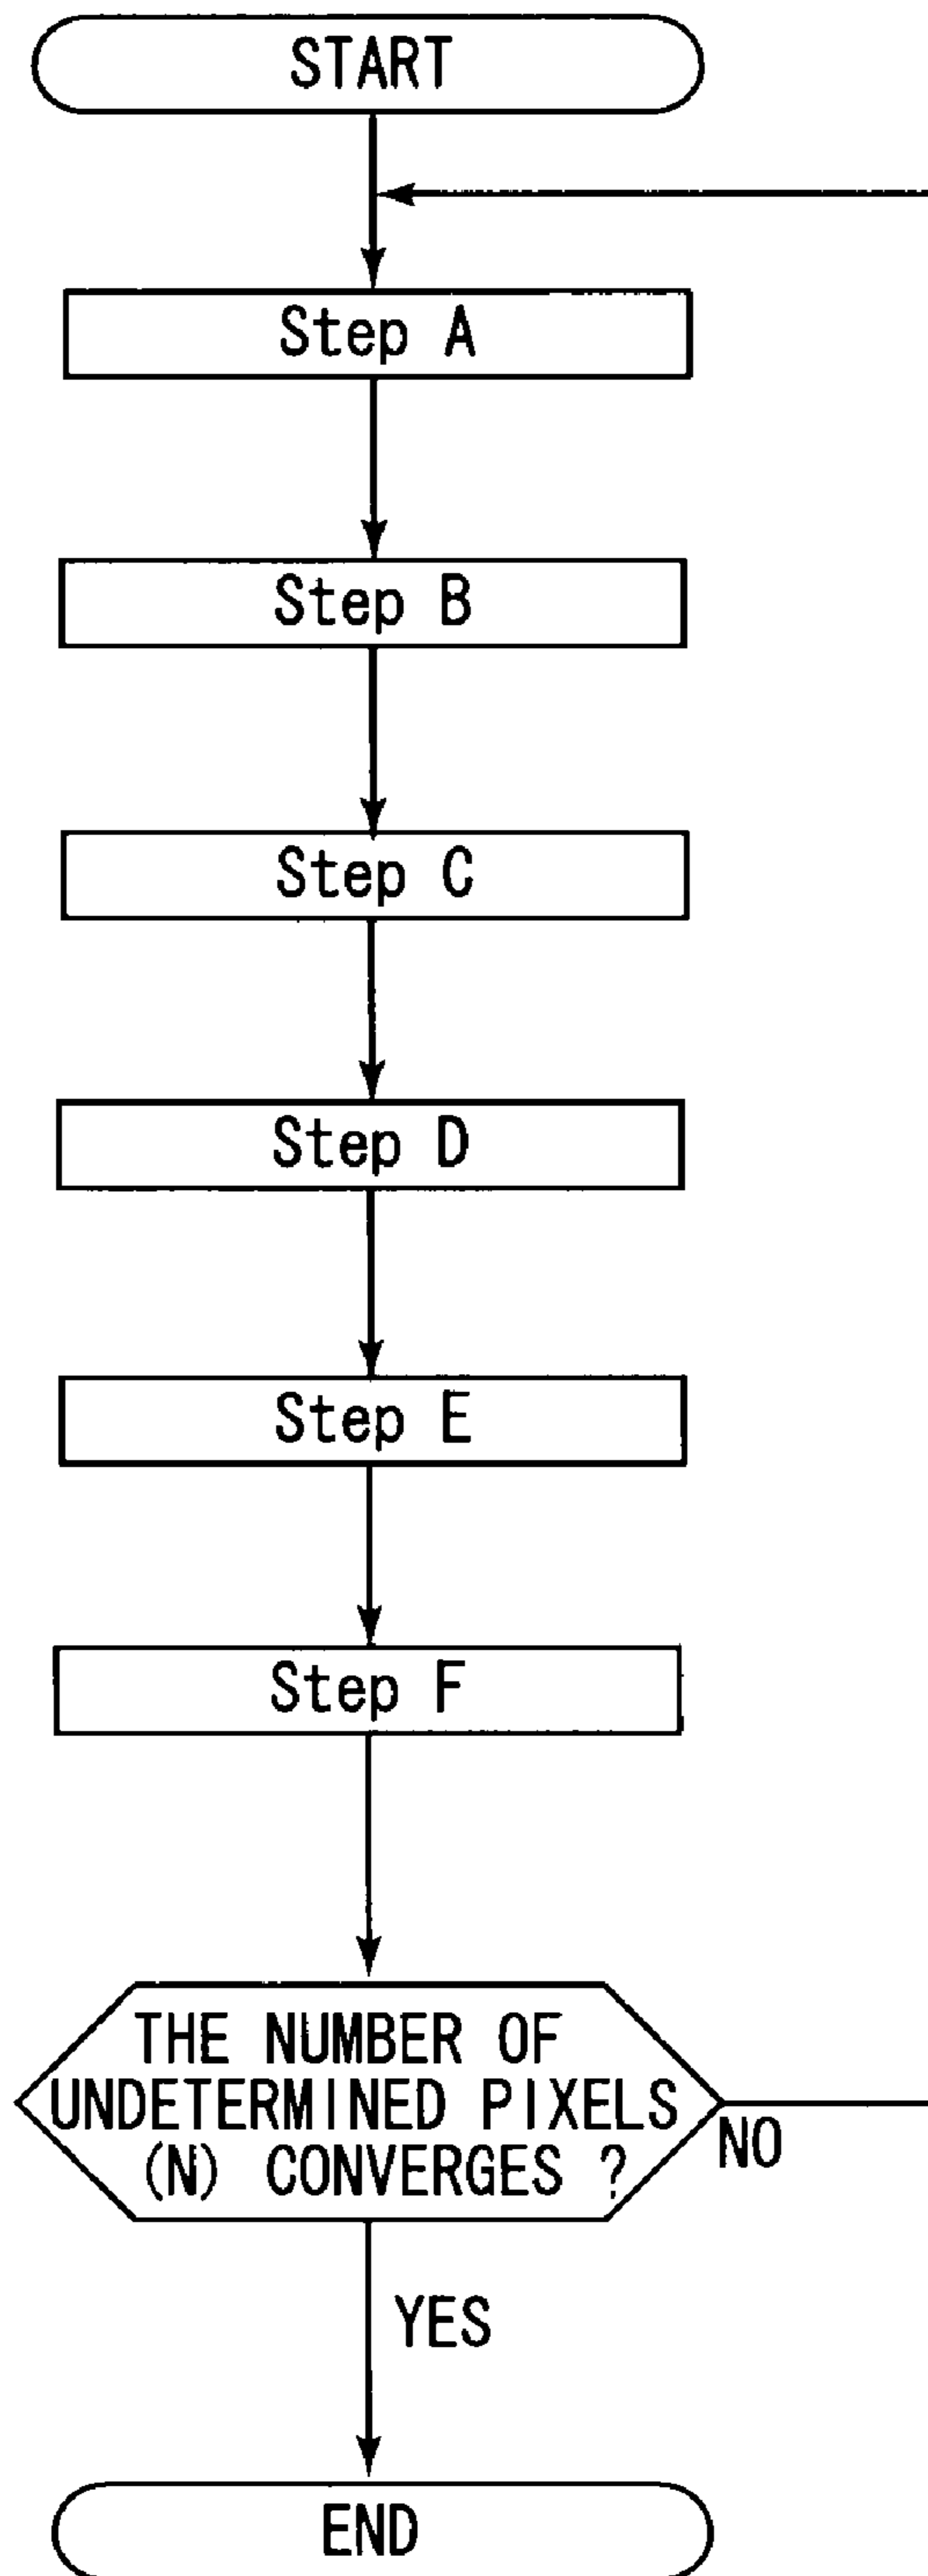 START
Step A
Step B
Step C
Step D
Step E
Step F
THE NUMBER OF
UNDETERMINED PIXELS
(N) CONVERGES ?
NO
YES
END